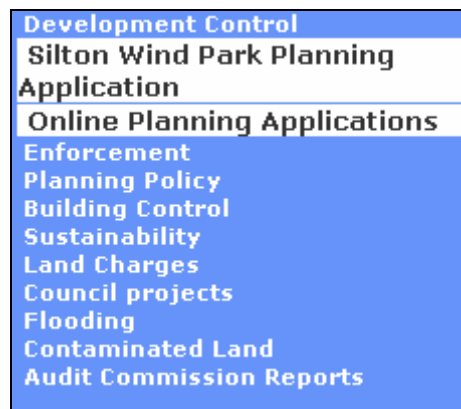 Development Control
Silton Wind Park Planning
Application
Online Planning Applications
Enforcement
Planning Policy
Building Control
Sustainability
Land Charges
Council projects
Flooding
Contaminated Land
Audit Commission Reports